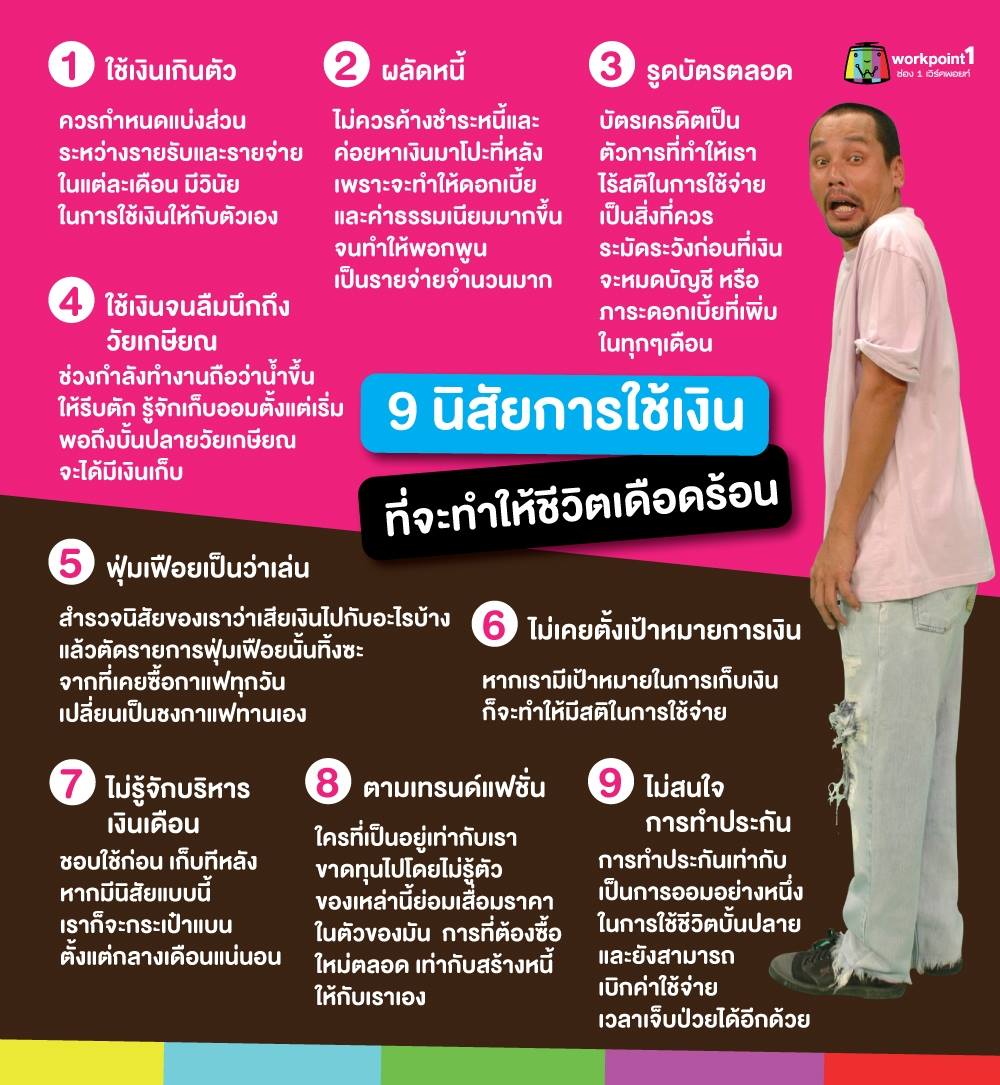 1 ใช้เงินเกินตัว
ควรกำหนดแบ่งส่วน
ระหว่างรายรับและรายจ่าย
ในแต่ละเดือน มีวินัย
ในการใช้เงินให้กับตัวเอง
2 ผลัดหนี้
ไม่ควรค้างชำระหนี้และ
ค่อยหาเงินมาโปะทีหลัง
เพราะจะทำให้ดอกเบี้ย
และค่าธรรมเนียมมากขึ้น
จนทำให้พอกพูน
เป็นรายจ่ายจำนวนมาก
3 รูดบัตรตลอด
บัตรเครดิตเป็น
ตัวการที่ทำให้เรา
ไร้สติในการใช้จ่าย
เป็นสิ่งที่ควร
ระมัดระวังก่อนที่เงิน
จะหมดบัญชี หรือ
ภาระดอกเบี้ยที่เพิ่ม
ในทุกๆเดือน
workpoint1
ช่อง 1 เวิร์คพอยท์
4 ใช้เงินจนลืมนึกถึง
วัยเกษียณ
ช่วงกำลังทำงานถือว่าน้ำขึ้น
ให้รีบตัก รู้จักเก็บออมตั้งแต่เริ่ม
พอถึงบั้นปลายวัยเกษียณ
จะได้มีเงินเก็บ
9 นิสัยการใช้เงิน
ที่จะทำให้ชีวิตเดือดร้อน
5 ฟุ่มเฟือยเป็นว่าเล่น
สำรวจนิสัยของเราว่าเสียเงินไปกับอะไรบ้าง
แล้วตัดรายการฟุ่มเฟือยนั้นทิ้งซะ
จากที่เคยซื้อกาแฟทุกวัน
เปลี่ยนเป็นชงกาแฟทานเอง
6 ไม่เคยตั้งเป้าหมายการเงิน
หากเรามีเป้าหมายในการเก็บเงิน
ก็จะทำให้มีสติในการใช้จ่าย
7 ไม่รู้จักบริหาร
เงินเดือน
ชอบใช้ก่อน เก็บทีหลัง
หากมีนิสัยแบบนี้
เราก็จะกระเป๋าแบน
ตั้งแต่กลางเดือนแน่นอน
8 ตามเทรนด์แฟชั่น
ใครที่เป็นอยู่เท่ากับเรา
ขาดทุนไปโดยไม่รู้ตัว
ของเหล่านี้ย่อมเสื่อมราคา
ในตัวของมัน การที่ต้องซื้อ
ใหม่ตลอด เท่ากับสร้างหนี้
ให้กับเราเอง
9 ไม่สนใจ
การทำประกัน
การทำประกันเท่ากับ
เป็นการออมอย่างหนึ่ง
ในการใช้ชีวิตบั้นปลาย
และยังสามารถ
เบิกค่าใช้จ่าย
เวลาเจ็บป่วยได้อีกด้วย